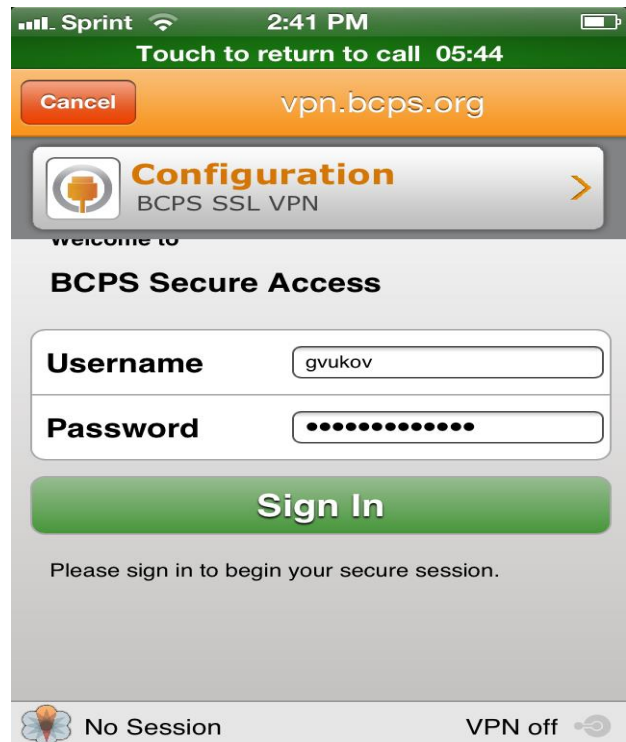 Sprint 2:41 PM
Touch to return to call 05:44
Cancel vpn.bcps.org
Configuration
BCPS SSL VPN
Welcome to
BCPS Secure Access
Username gvukov
Password •••••••••••••
Sign In
Please sign in to begin your secure session.
No Session VPN off